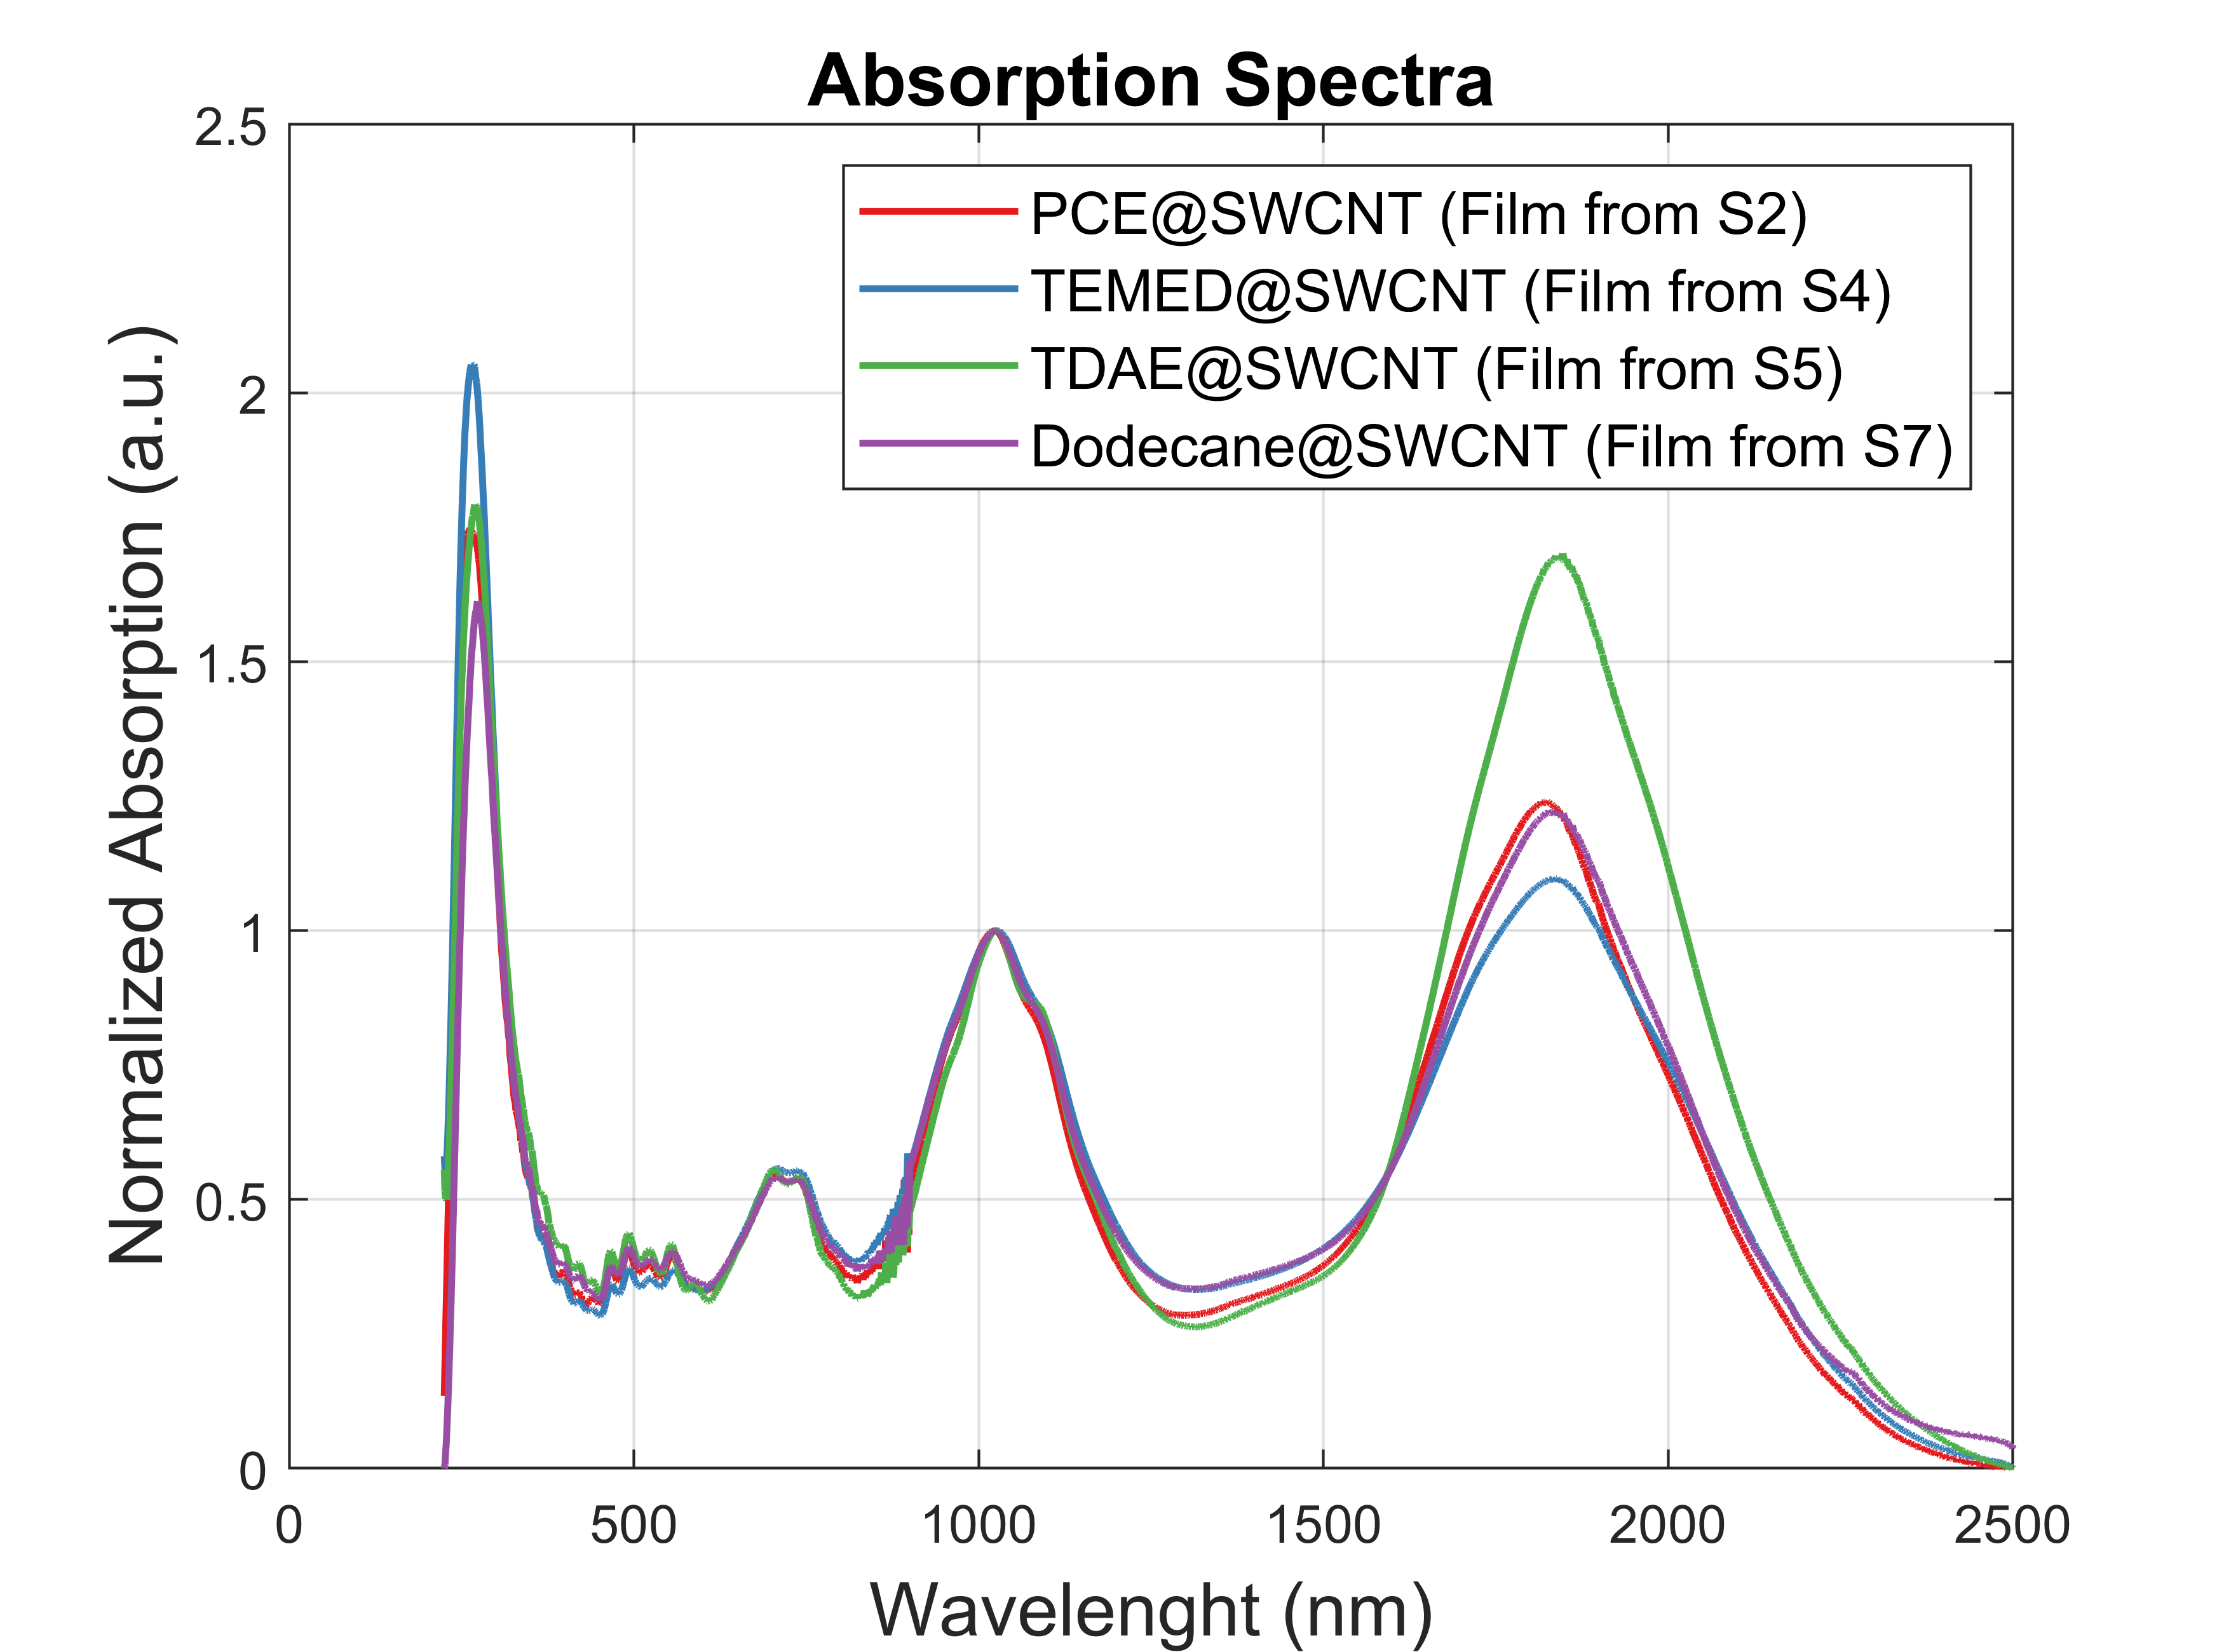 Absorption Spectra
2.5
2
1.5
1
0.5
0
Normalized Absorption (a.u.)
PCE@SWCNT (Film from S2)
TEMED@SWCNT (Film from S4)
TDAE@SWCNT (Film from S5)
Dodecane@SWCNT (Film from S7)
0 500 1000 1500 2000 2500
Wavelenght (nm)